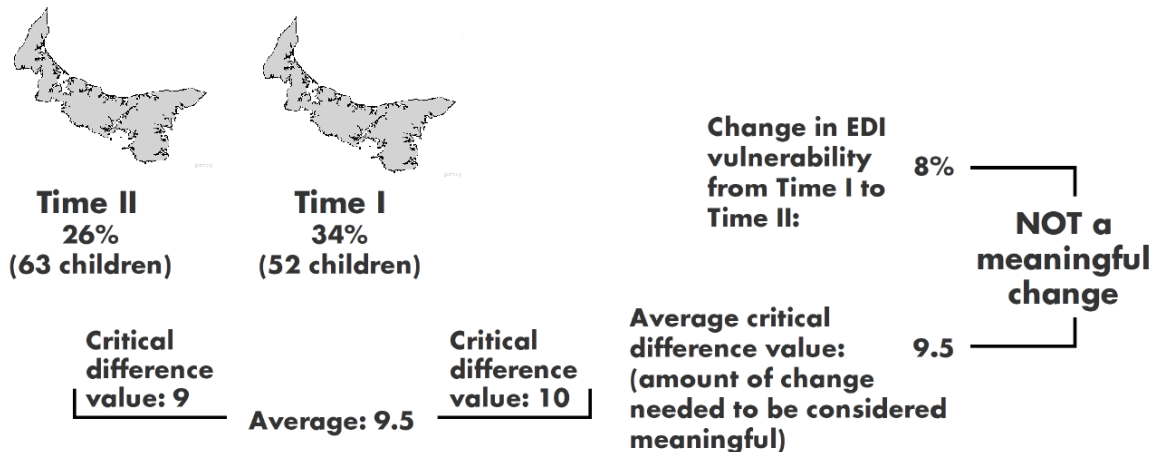 Time II
26%
(63 children)
Time I
34%
(52 children)
Critical
difference
value: 9
Critical
difference
value: 10
Average: 9.5
Change in EDI
vulnerability
from Time I to
Time II:
8%
Average critical
difference value:
(amount of change
needed to be considered
meaningful)
9.5
NOT a
meaningful
change